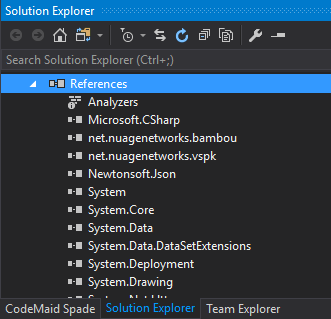 Solution Explorer
Search Solution Explorer (Ctrl+;)
References
Analyzers
Microsoft.CSharp
net.nuagenetworks.bambou
net.nuagenetworks.vspk
Newtonsoft.Json
System
System.Core
System.Data
System.Data.DataSetExtensions
System.Deployment
System.Drawing
CodeMaid Spade Solution Explorer Team Explorer